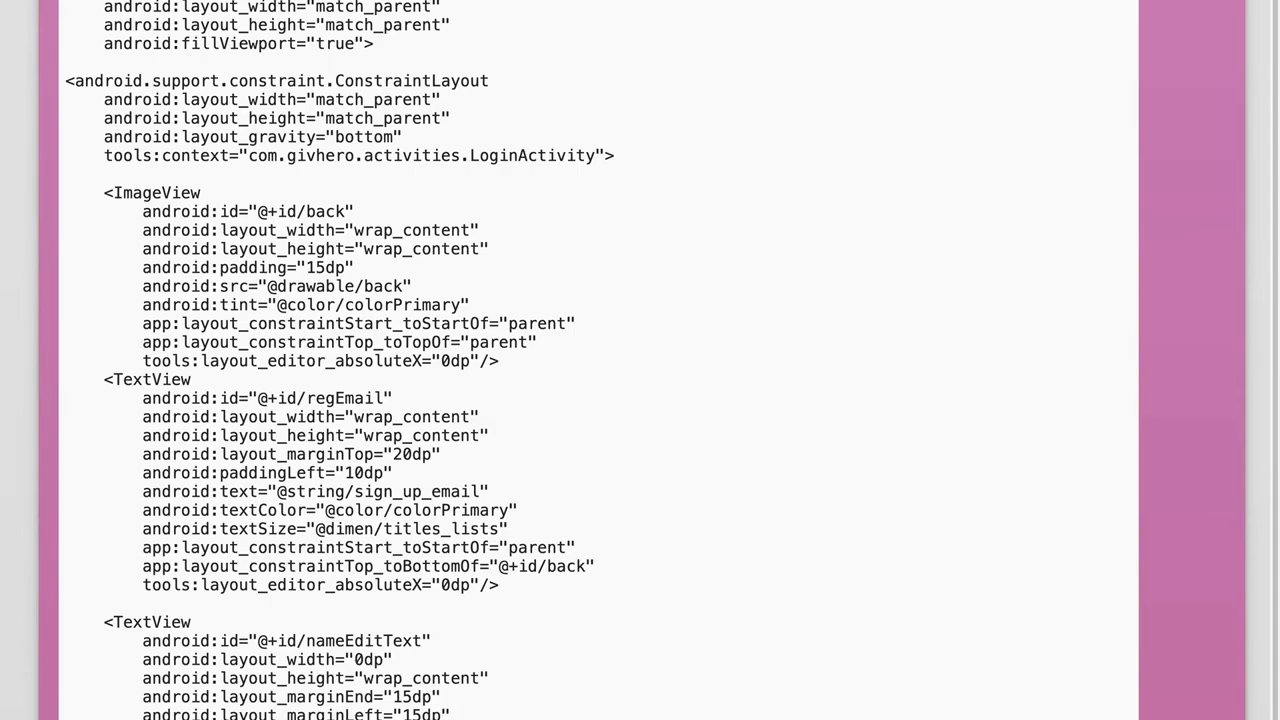 android:layout_width="match_parent"
android:layout_height="match_parent"
android:fillViewport="true">
<android.support.constraint.ConstraintLayout
android:layout_width="match_parent"
android:layout_height="match_parent"
android:layout_gravity="bottom"
tools:context="com.givhero.activities.LoginActivity">
<ImageView
android:id="@+id/back"
android:layout_width="wrap_content"
android:layout_height="wrap_content"
android:padding="15dp"
android:src="@drawable/back"
android:tint="@color/colorPrimary"
app:layout_constraintStart_toStartOf="parent"
app:layout_constraintTop_toTopOf="parent"
tools:layout_editor_absoluteX="0dp"/>
<TextView
android:id="@+id/regEmail"
android:layout_width="wrap_content"
android:layout_height="wrap_content"
android:layout_marginTop="20dp"
android:paddingLeft="10dp"
android:text="@string/sign_up_email"
android:textColor="@color/colorPrimary"
android:textSize="@dimen/titles_lists"
app:layout_constraintStart_toStartOf="parent"
app:layout_constraintTop_toBottomOf="@+id/back"
tools:layout_editor_absoluteX="0dp"/>
<TextView
android:id="@+id/nameEditText"
android:layout_width="0dp"
android:layout_height="wrap_content"
android:layout_marginEnd="15dp"
android:layout_marginLeft="15dp"